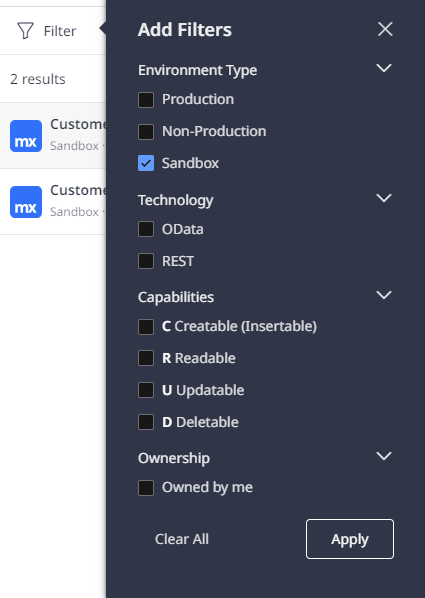 Filter
2 results
mx
Custome
Sandbox ·
mx
Custome
Sandbox ·
Add Filters
Environment Type
Production
Non-Production
Sandbox
Technology
OData
REST
Capabilities
C Creatable (Insertable)
R Readable
U Updatable
D Deletable
Ownership
Owned by me
Clear All
Apply